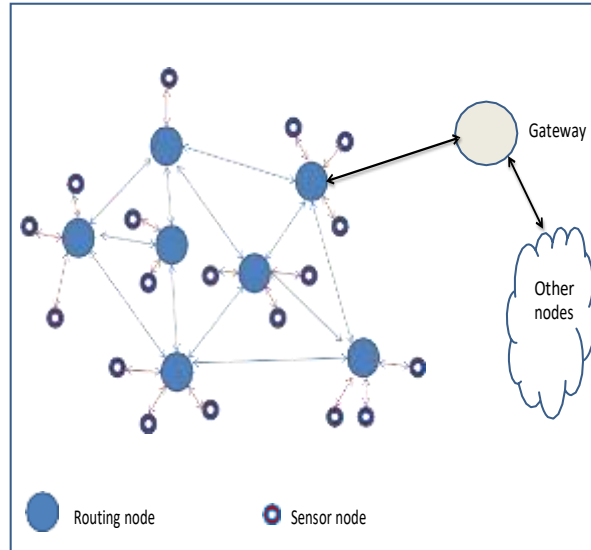 Gateway
Other
nodes
Routing node
Sensor node